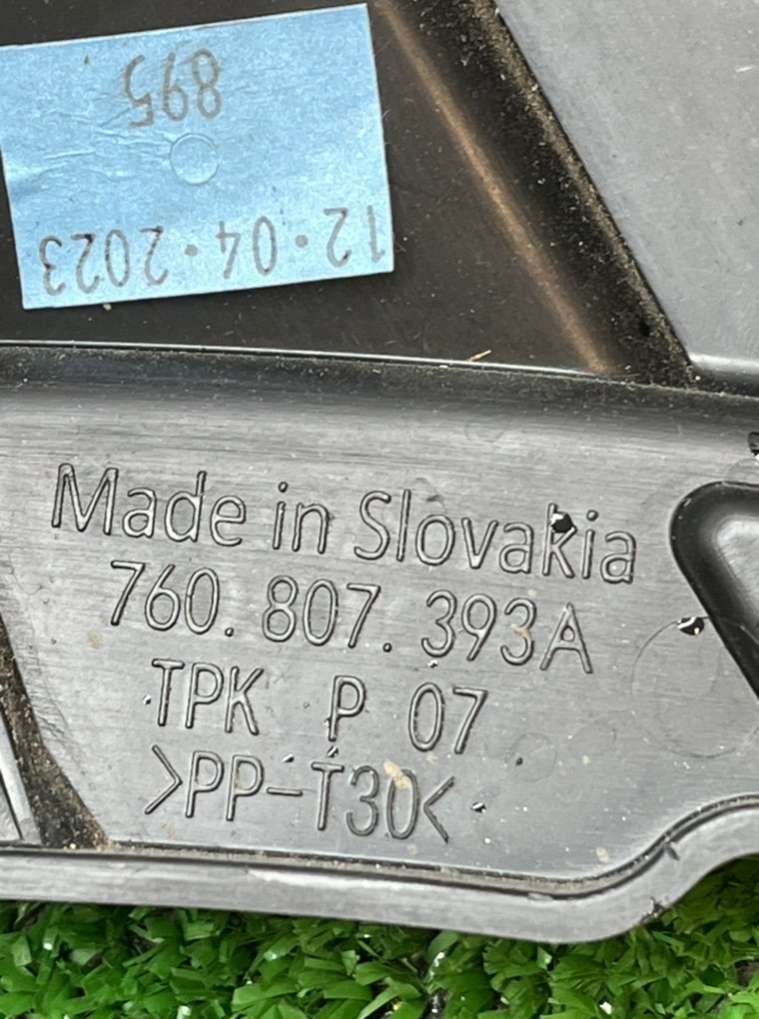 895
12.04.2023
Made in Slovakia
760.807.393A
TPK P 07
>PP-T30<